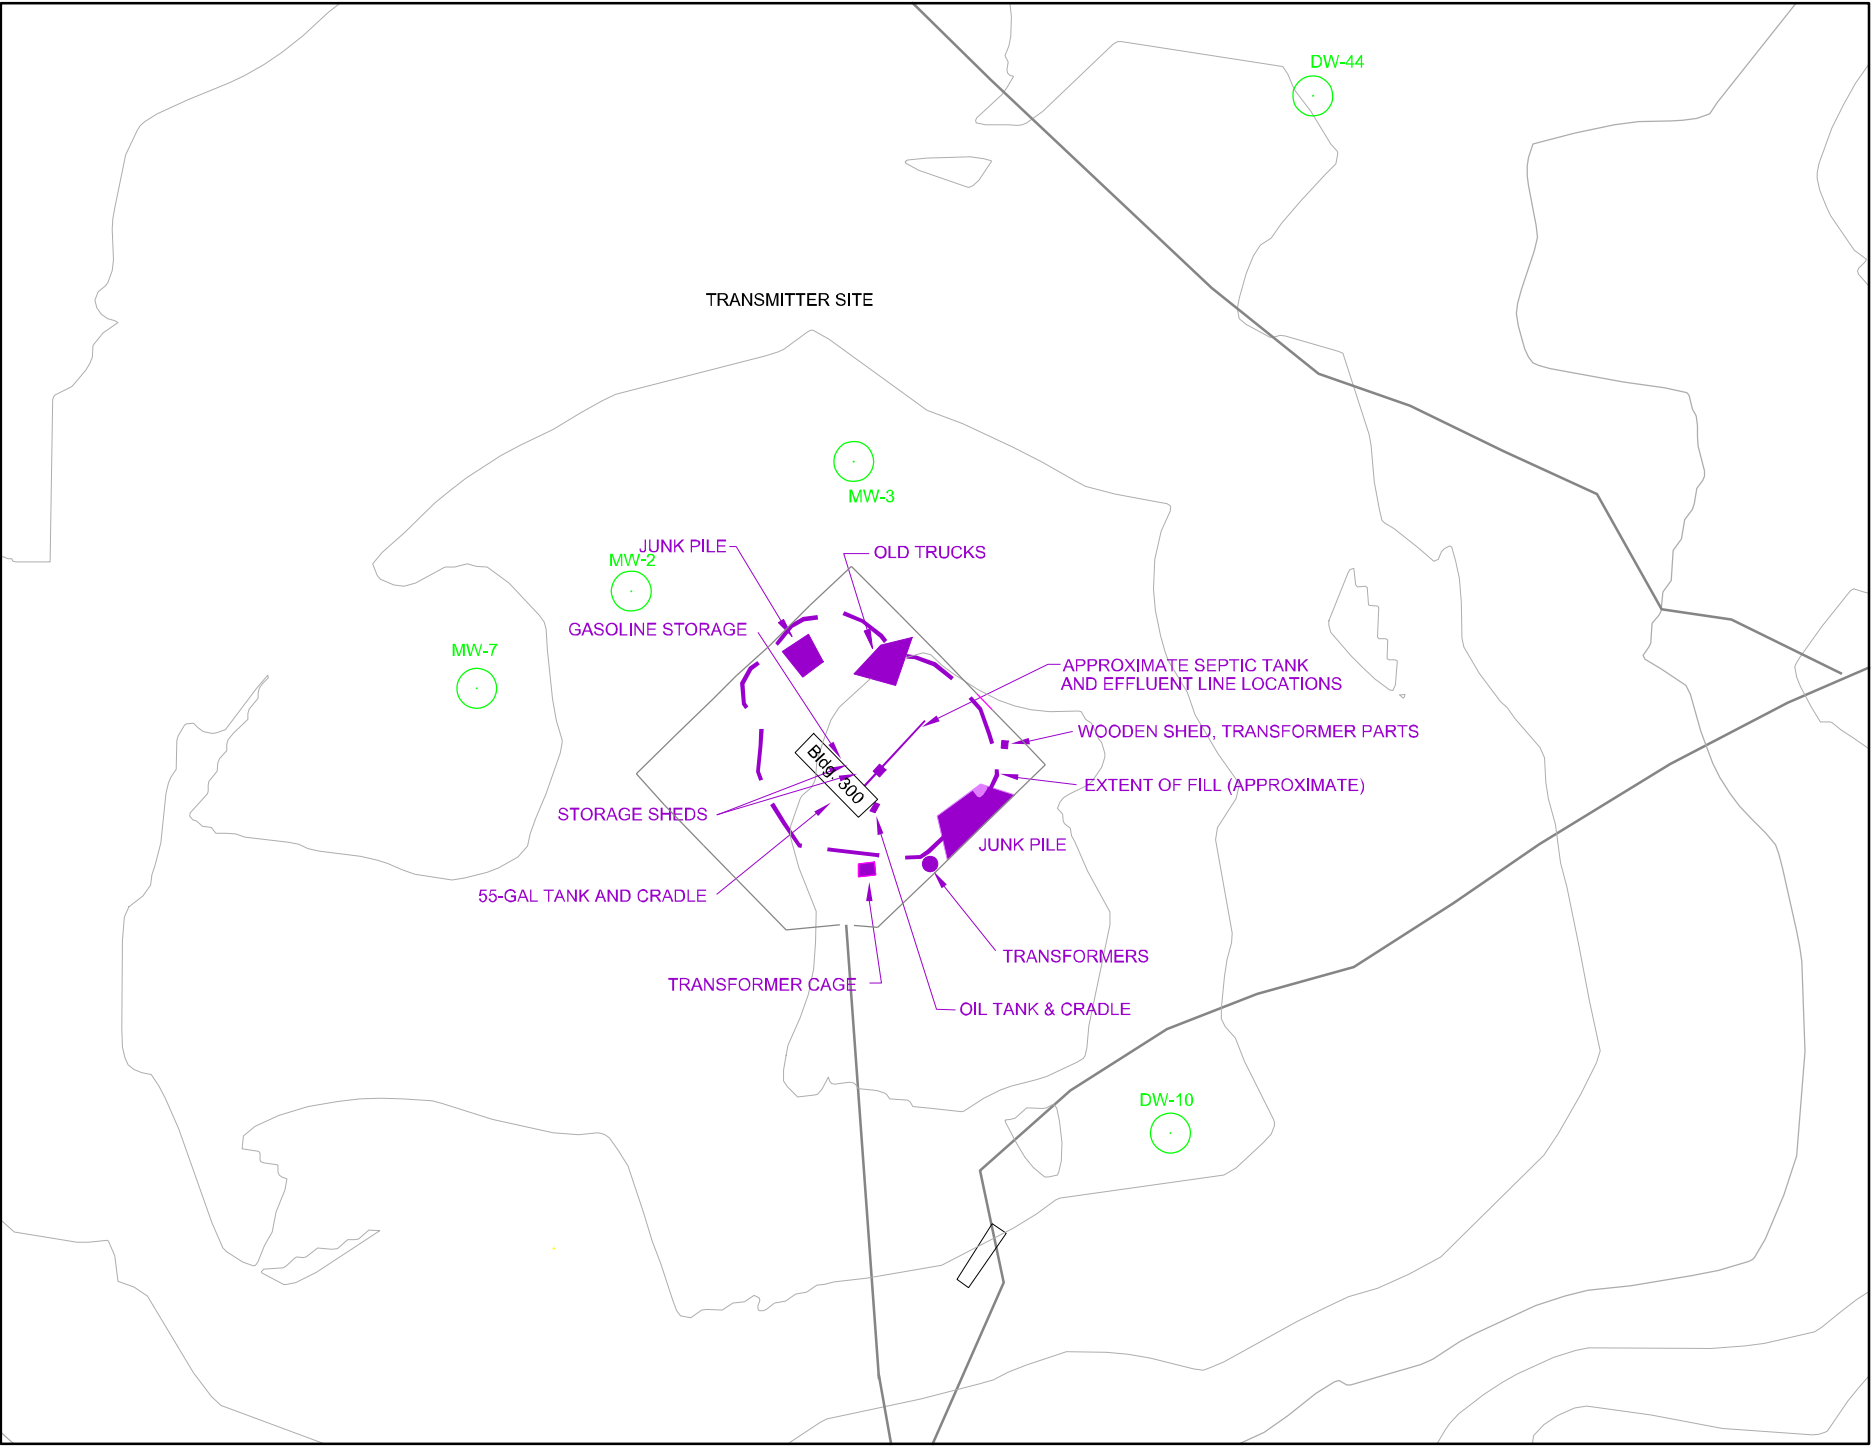 DW-44
TRANSMITTER SITE
MW-3
JUNK PILE
OLD TRUCKS
MW-2
GASOLINE STORAGE
MW-7
APPROXIMATE SEPTIC TANK
AND EFFLUENT LINE LOCATIONS
WOODEN SHED, TRANSFORMER PARTS
Bldg. 300
EXTENT OF FILL (APPROXIMATE)
STORAGE SHEDS
JUNK PILE
55-GAL TANK AND CRADLE
TRANSFORMERS
TRANSFORMER CAGE
OIL TANK & CRADLE
DW-10